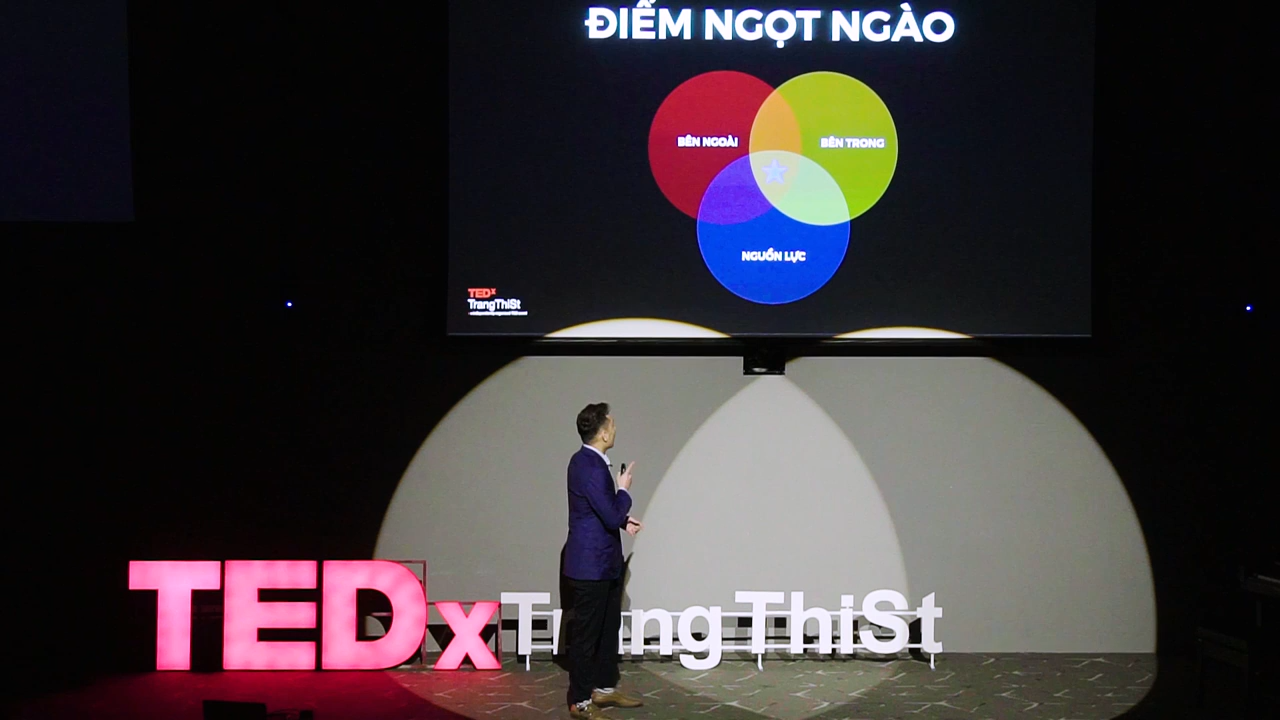 ĐIỂM NGỌT NGÀO
BÊN NGOÀI
BÊN TRONG
NGUỒN LỰC
TEDx
TrangThiSt
TEDxTrangThiSt